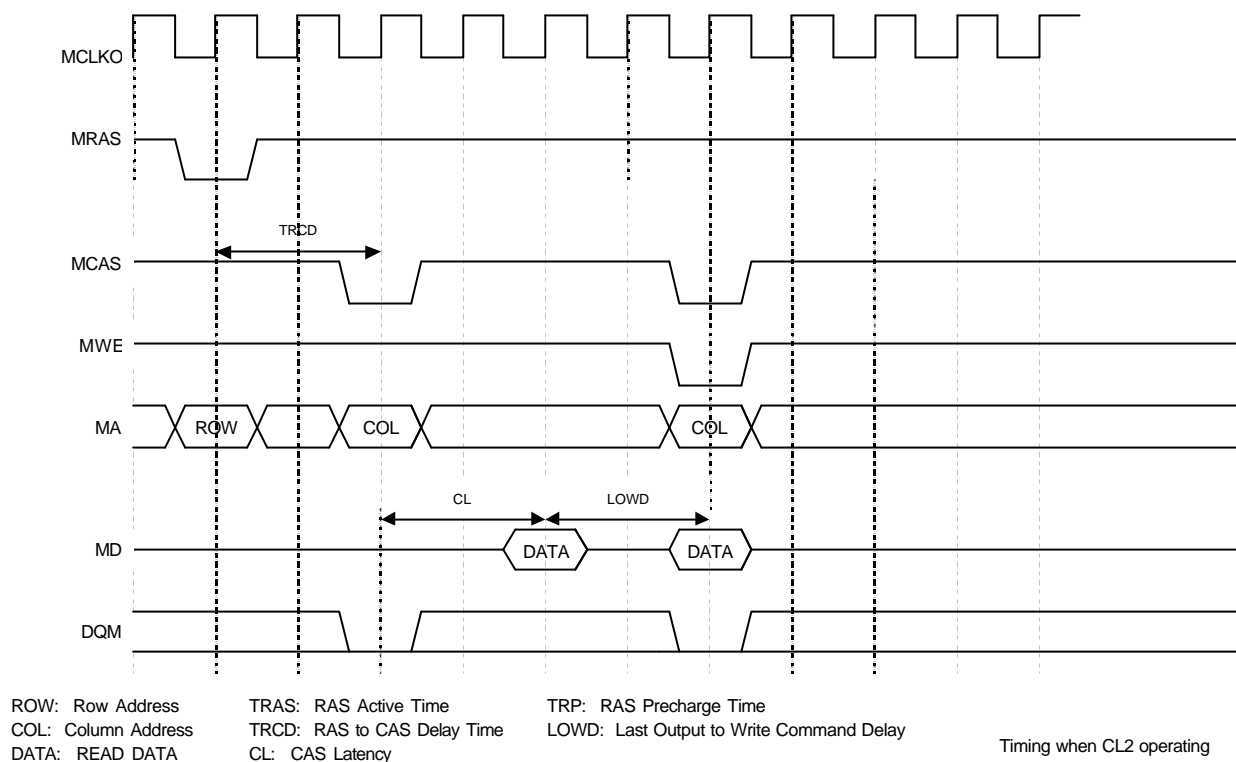 MCLKO
MRAS
TRCD
MCAS
MWE
MA ROW COL COL
CL LOWD
MD DATA DATA
DQM
ROW: Row Address TRAS: RAS Active Time TRP: RAS Precharge Time
COL: Column Address TRCD: RAS to CAS Delay Time LOWD: Last Output to Write Command Delay
DATA: READ DATA CL: CAS Latency
Timing when CL2 operating